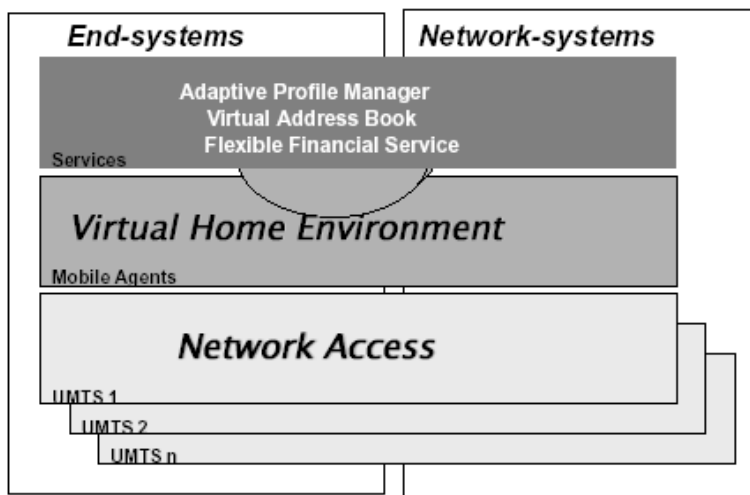 End-systems
Network-systems
Adaptive Profile Manager
Virtual Address Book
Flexible Financial Service
Services
Virtual Home Environment
Mobile Agents
Network Access
UMTS 1
UMTS 2
UMTS n